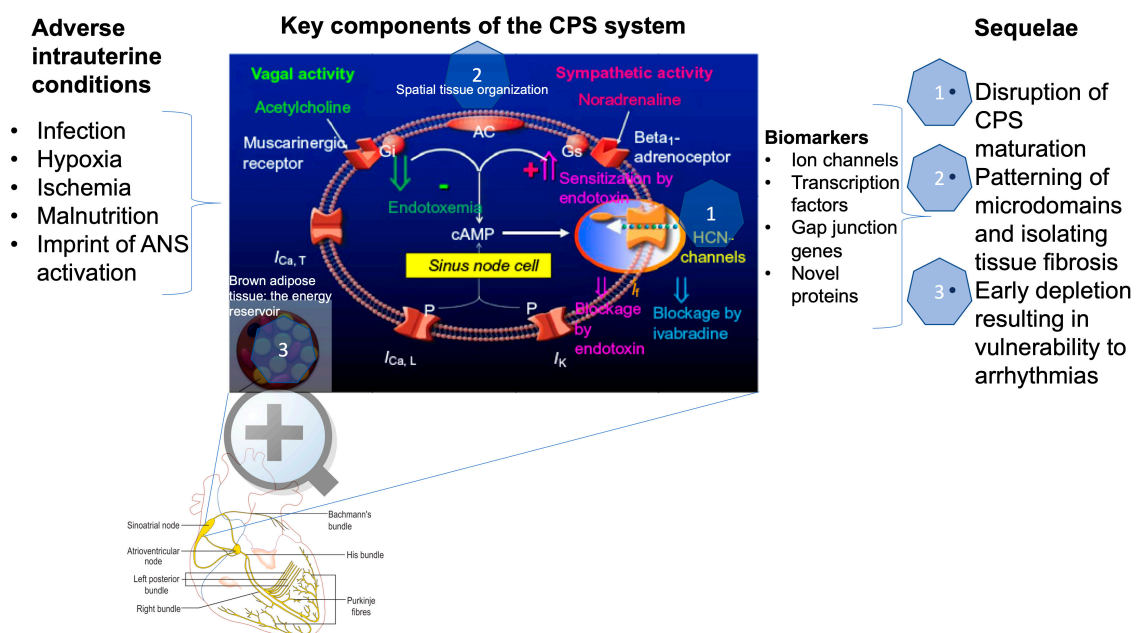 Adverse
intrauterine
conditions
• Infection
• Hypoxia
• Ischemia
• Malnutrition
• Imprint of ANS
activation
Key components of the CPS system
Vagal activity
Acetylcholine
Muscarinergic
receptor
2
Spatial tissue organization
Sympathetic activity
Noradrenaline
Beta1-
adrenoceptor
AC
Gi
Gs
-
+
Endotoxemia
Sensitization by
endotoxin
cAMP
Sinus node cell
1
HCN-
channels
ICa, T
ICa, L
IK
If
P
P
Blockage
by
endotoxin
Blockage by
ivabradine
Brown adipose
tissue: the energy
reservoir
3
Biomarkers
• Ion channels
• Transcription
factors
• Gap junction
genes
• Novel
proteins
Sequelae
1 • Disruption of
CPS
maturation
2 • Patterning of
microdomains
and isolating
tissue fibrosis
3 • Early depletion
resulting in
vulnerability to
arrhythmias
Sinoatrial node
Atrioventricular
node
Left posterior
bundle
Right bundle
Bachmann's
bundle
His bundle
Purkinje
fibres